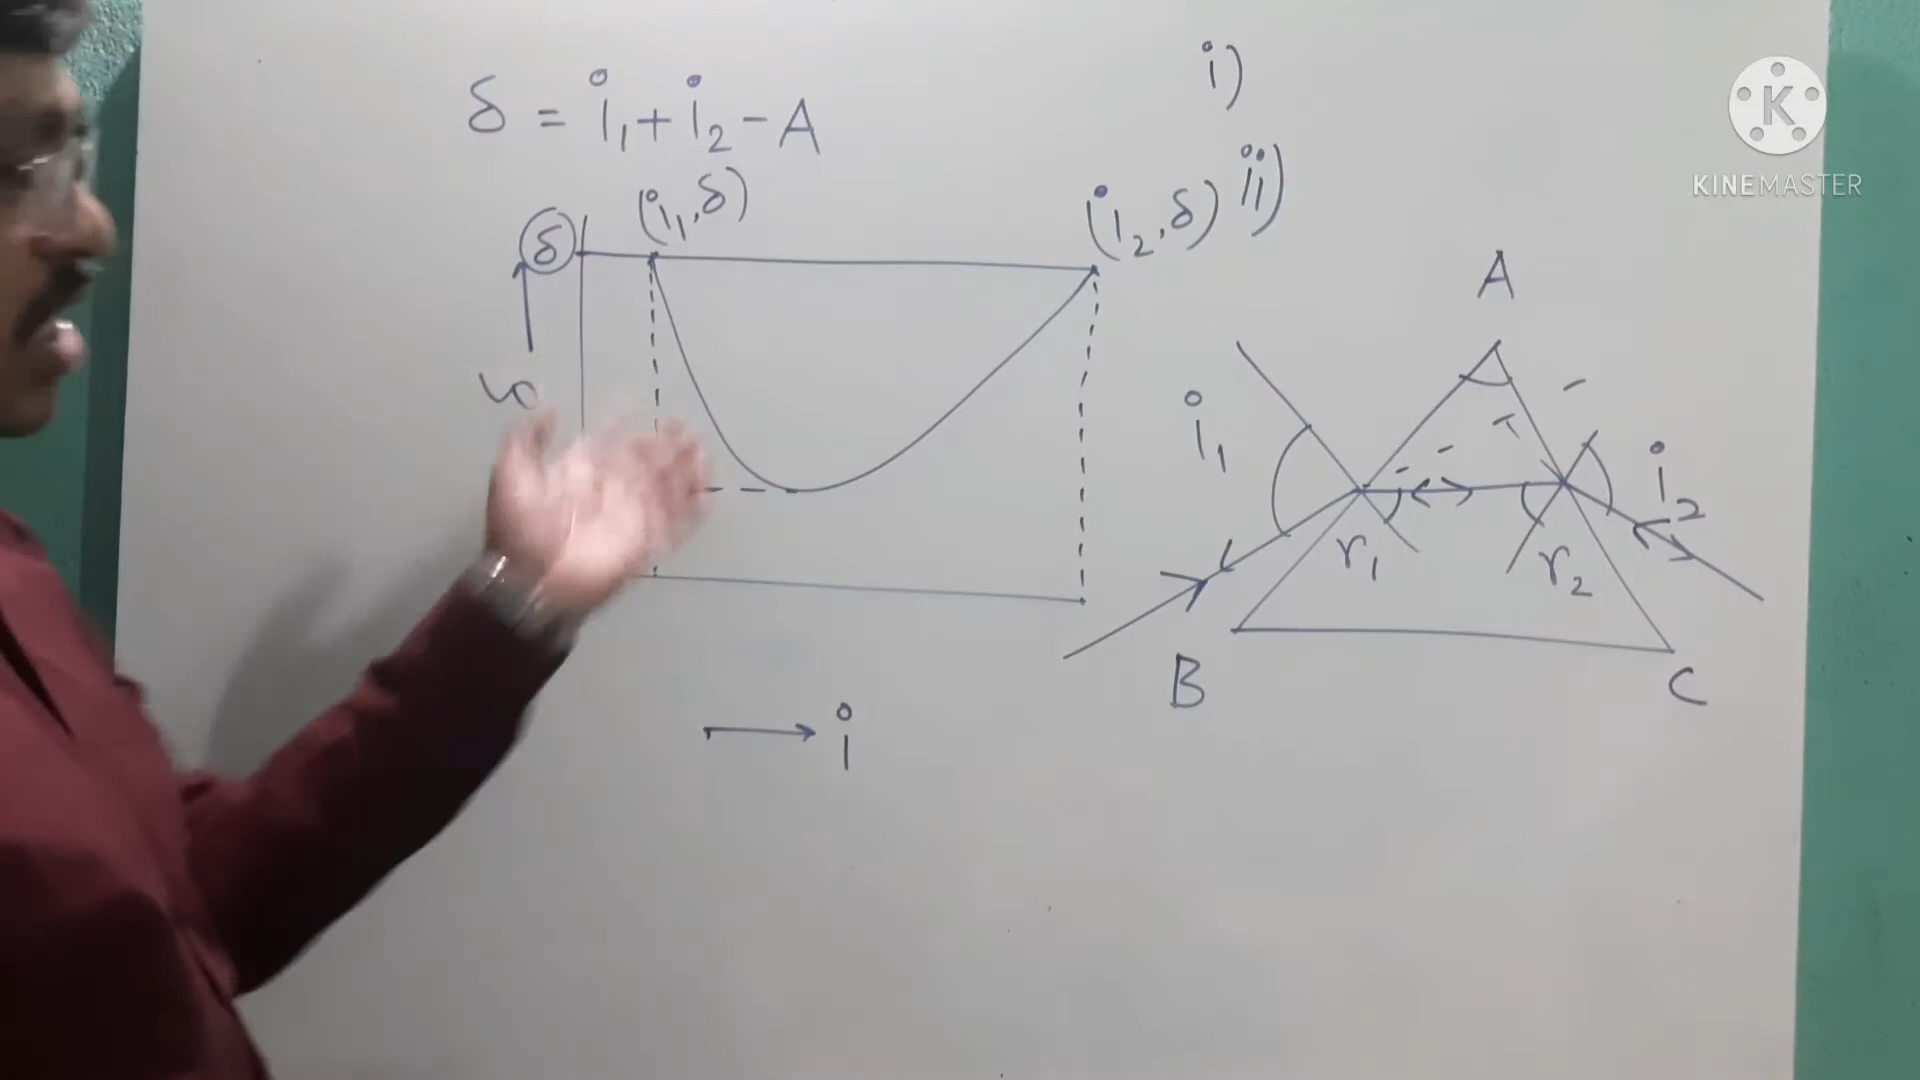 δ = i₁ + i₂ - A
i)
ii)
K
KINEMASTER
(i₁, δ)
(i₂, δ)
δ
δ
i
A
i₁
i₂
r₁
r₂
B
C